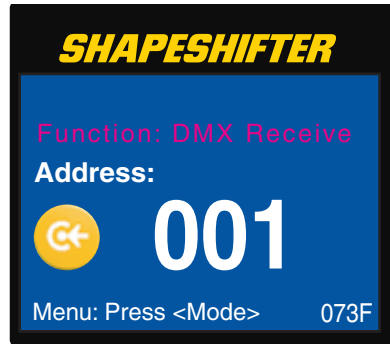 SHAPESHIFTER
Function: DMX Receive
Address:
001
Menu: Press <Mode> 073F